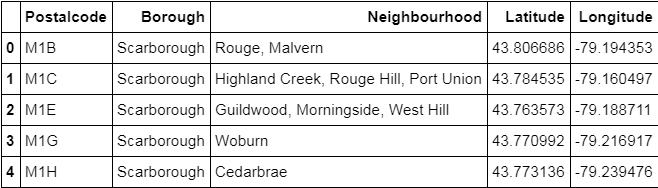 Postalcode Borough Neighbourhood Latitude Longitude
0 M1B Scarborough Rouge, Malvern 43.806686 -79.194353
1 M1C Scarborough Highland Creek, Rouge Hill, Port Union 43.784535 -79.160497
2 M1E Scarborough Guildwood, Morningside, West Hill 43.763573 -79.188711
3 M1G Scarborough Woburn 43.770992 -79.216917
4 M1H Scarborough Cedarbrae 43.773136 -79.239476